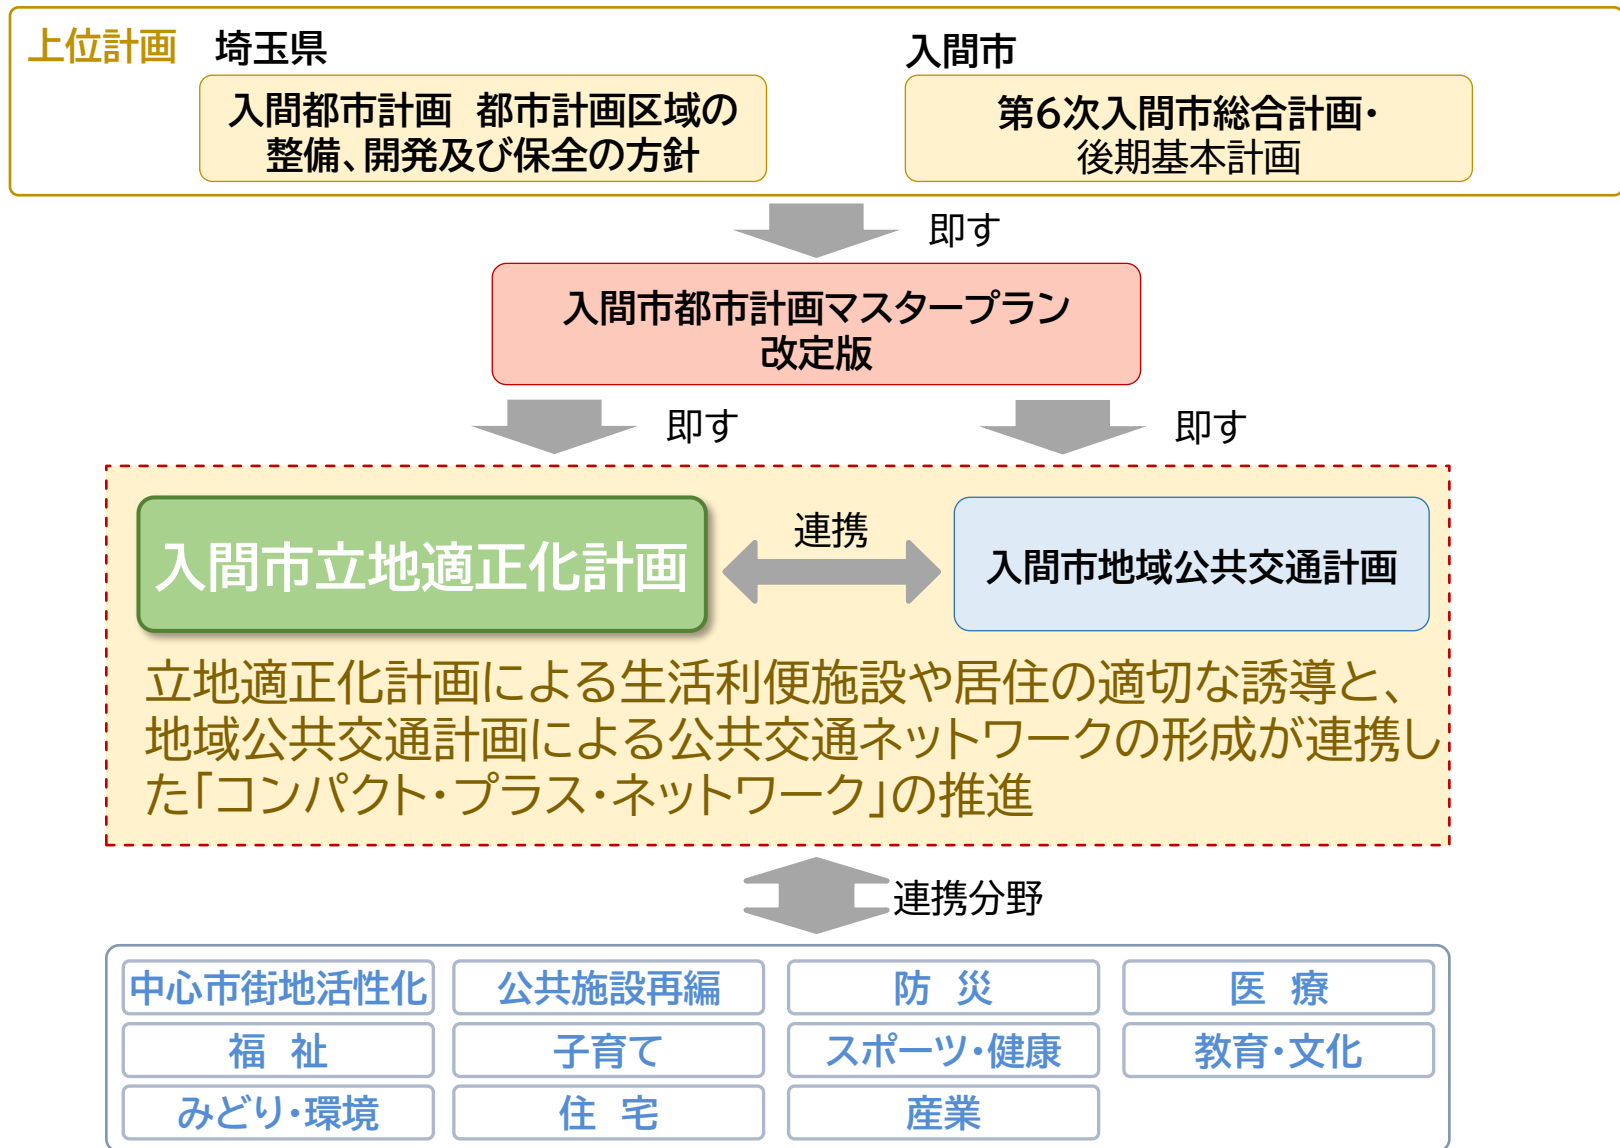 上位計画
埼玉県
入間都市計画 都市計画区域の
整備、開発及び保全の方針
入間市
第6次入間市総合計画・
後期基本計画
即す
入間市都市計画マスタープラン
改定版
即す
即す
入間市立地適正化計画
連携
入間市地域公共交通計画
立地適正化計画による生活利便施設や居住の適切な誘導と、
地域公共交通計画による公共交通ネットワークの形成が連携し
た「コンパクト・プラス・ネットワーク」の推進
連携分野
中心市街地活性化
公共施設再編
防 災
医 療
福 祉
子育て
スポーツ・健康
教育・文化
みどり・環境
住 宅
産業